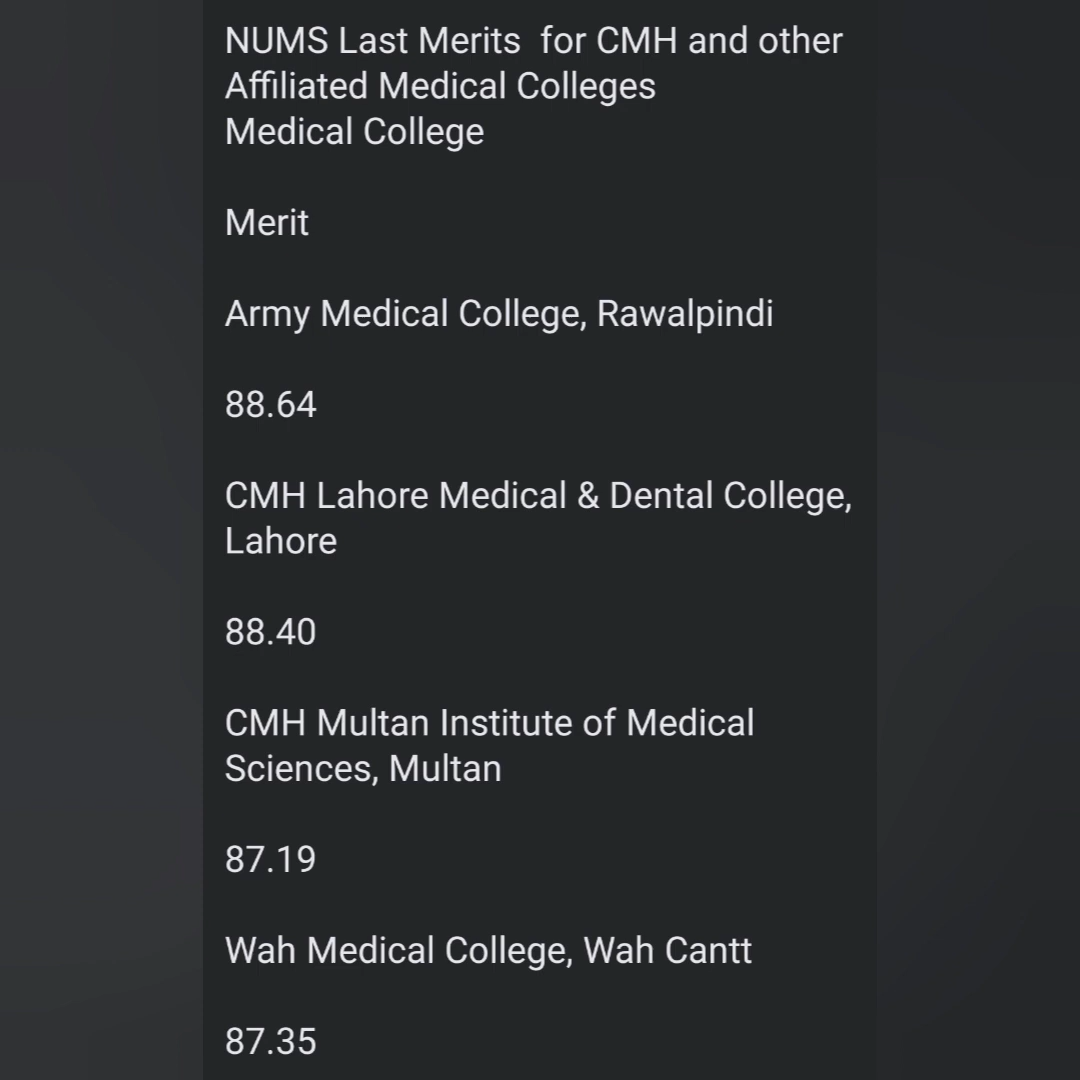 NUMS Last Merits  for CMH and other
Affiliated Medical Colleges
Medical College
Merit
Army Medical College, Rawalpindi
88.64
CMH Lahore Medical & Dental College,
Lahore
88.40
CMH Multan Institute of Medical
Sciences, Multan
87.19
Wah Medical College, Wah Cantt
87.35